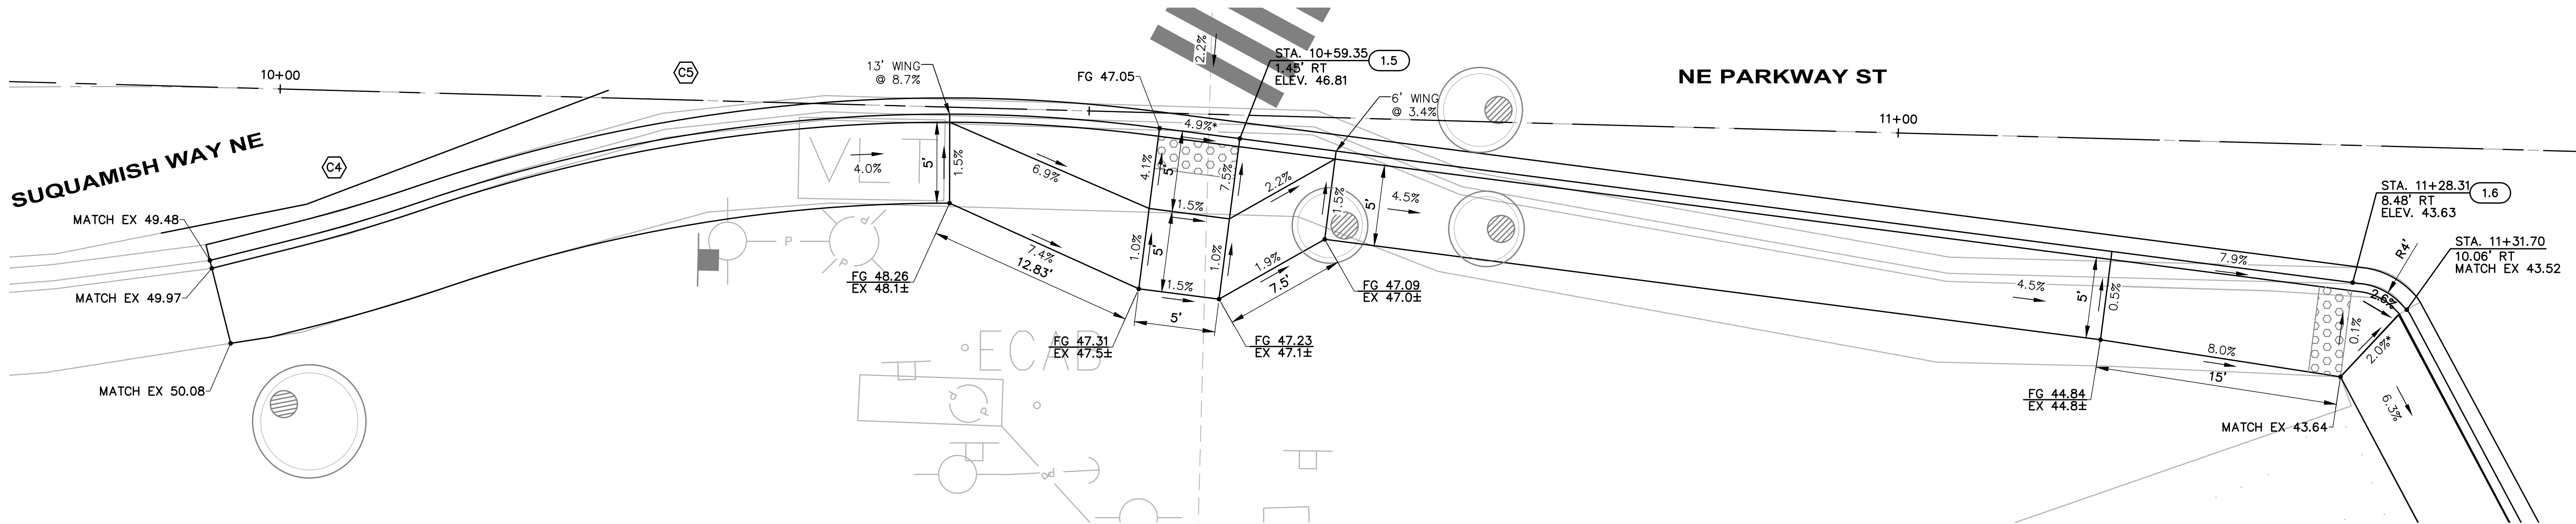 SUQUAMISH WAY NE
NE PARKWAY ST
10+00
11+00
C4
C5
MATCH EX 49.48
MATCH EX 49.97
MATCH EX 50.08
13' WING
@ 8.7%
FG 47.05
2.2%
STA. 10+59.35
1.45' RT
ELEV. 46.81
1.5
6' WING
@ 3.4%
VLT
4.0%
5'
1.5%
6.9%
4.9%*
4.1%
5'
7.5%
2.2%
1.5%
5'
4.5%
1.5%
1.0%
5'
1.0%
7.4%
12.83'
1.9%
7.5'
1.5%
5'
P
d
d
FG 48.26
EX 48.1±
FG 47.09
EX 47.0±
FG 47.31
EX 47.5±
FG 47.23
EX 47.1±
ECAB
d
d
pd
STA. 11+28.31
8.48' RT
ELEV. 43.63
1.6
STA. 11+31.70
10.06' RT
MATCH EX 43.52
R4'
7.9%
4.5%
5'
0.5%
2.6%
0.1%
2.0%*
8.0%
15'
6.3%
FG 44.84
EX 44.8±
MATCH EX 43.64